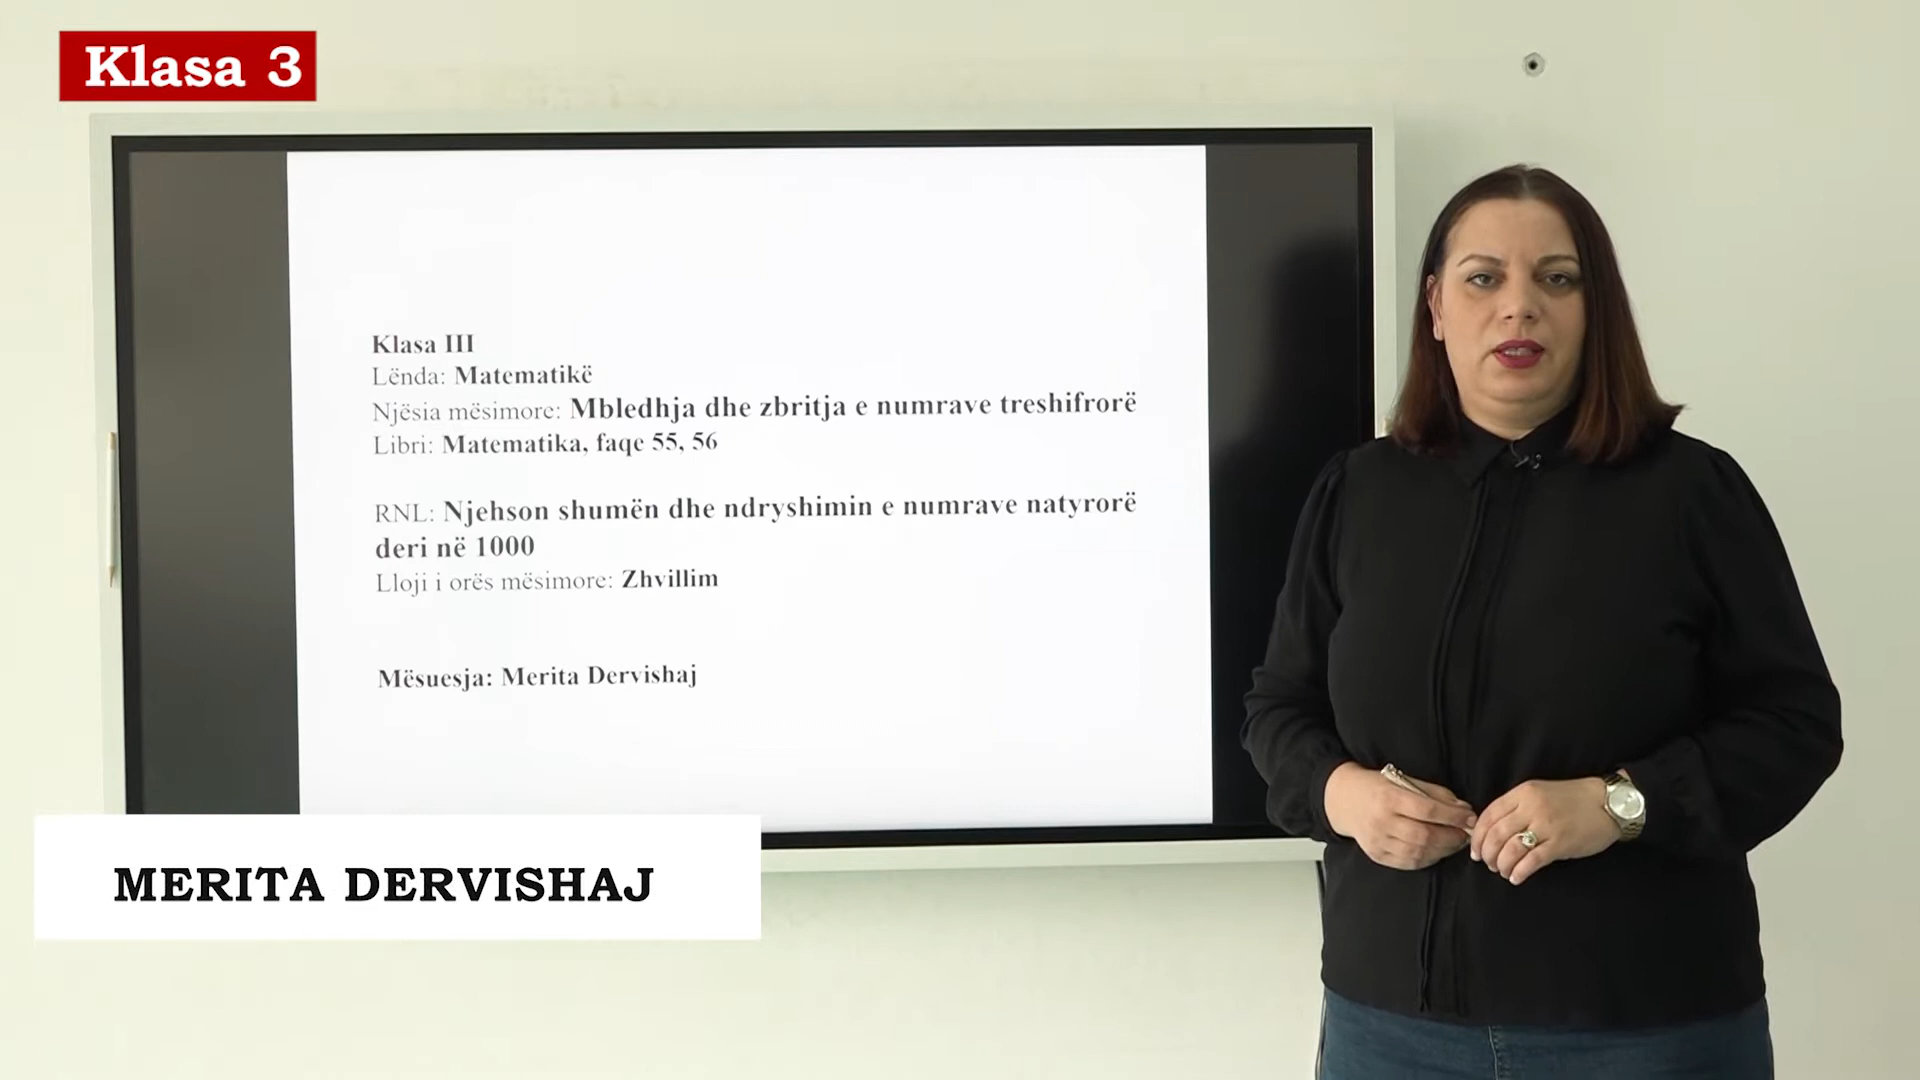 Klasa 3
Klasa III
Lënda: Matematikë
Njësia mësimore: Mbledhja dhe zbritja e numrave treshifrorë
Libri: Matematika, faqe 55, 56
RNL: Njehson shumën dhe ndryshimin e numrave natyrorë
deri në 1000
Lloji i orës mësimore: Zhvillim
Mësuesja: Merita Dervishaj
MERITA DERVISHAJ